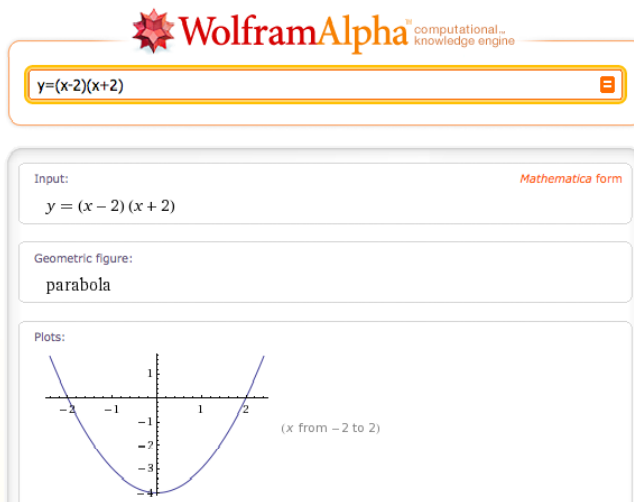 WolframAlpha™ computational..
knowledge engine
y=(x-2)(x+2)
Input:
Mathematica form
y = (x – 2) (x + 2)
Geometric figure:
parabola
Plots:
1
−2 −1 1 2
−1
(x from −2 to 2)
−2
−3
−4